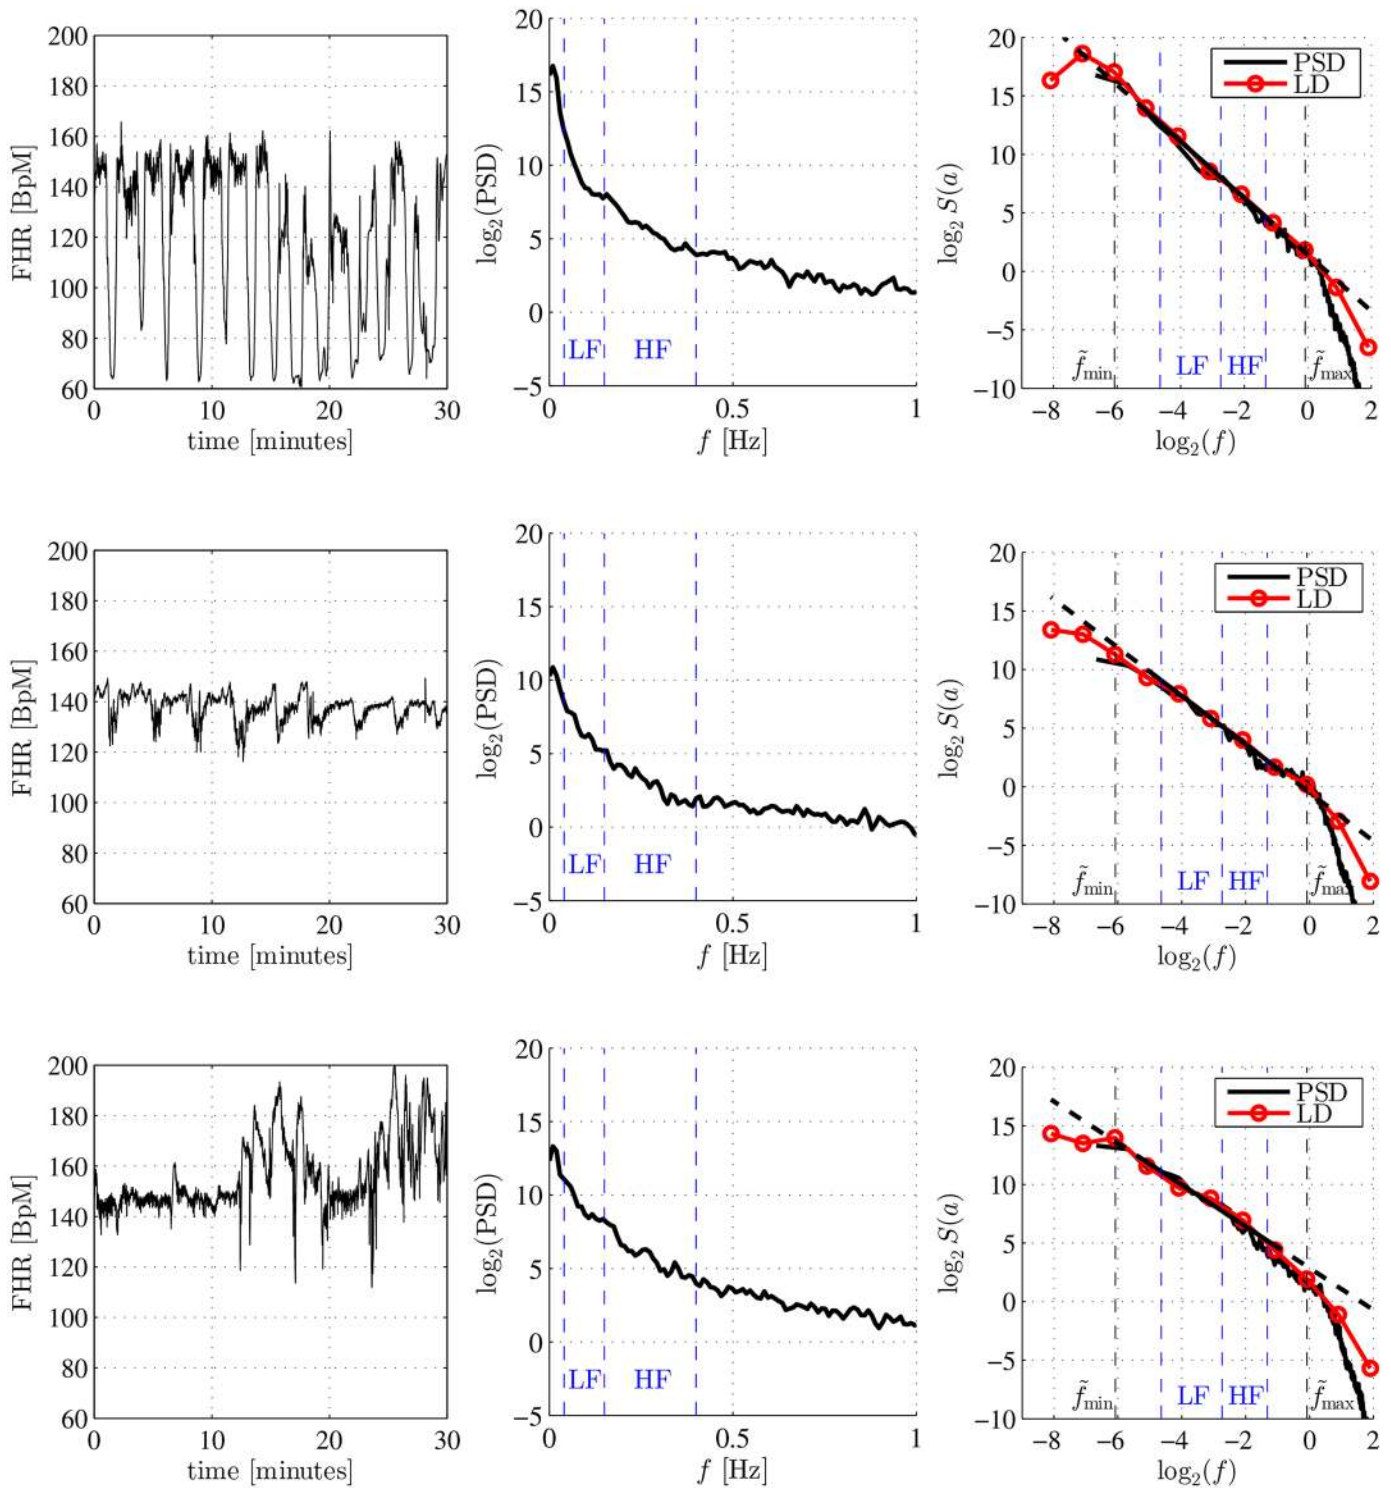 200
180
160
140
120
100
80
60
FHR [BpM]
0 10 20 30
time [minutes]
20
15
10
5
0
−5
log₂(PSD)
LF HF
0 0.5 1
f [Hz]
20
15
10
5
0
−5
−10
log₂ S(a)
PSD
LD
f̃min LF HF f̃max
−8 −6 −4 −2 0 2
log₂(f)
200
180
160
140
120
100
80
60
FHR [BpM]
0 10 20 30
time [minutes]
20
15
10
5
0
−5
log₂(PSD)
LF HF
0 0.5 1
f [Hz]
20
15
10
5
0
−5
−10
log₂ S(a)
PSD
LD
f̃min LF HF f̃max
−8 −6 −4 −2 0 2
log₂(f)
200
180
160
140
120
100
80
60
FHR [BpM]
0 10 20 30
time [minutes]
20
15
10
5
0
−5
log₂(PSD)
LF HF
0 0.5 1
f [Hz]
20
15
10
5
0
−5
−10
log₂ S(a)
PSD
LD
f̃min LF HF f̃max
−8 −6 −4 −2 0 2
log₂(f)